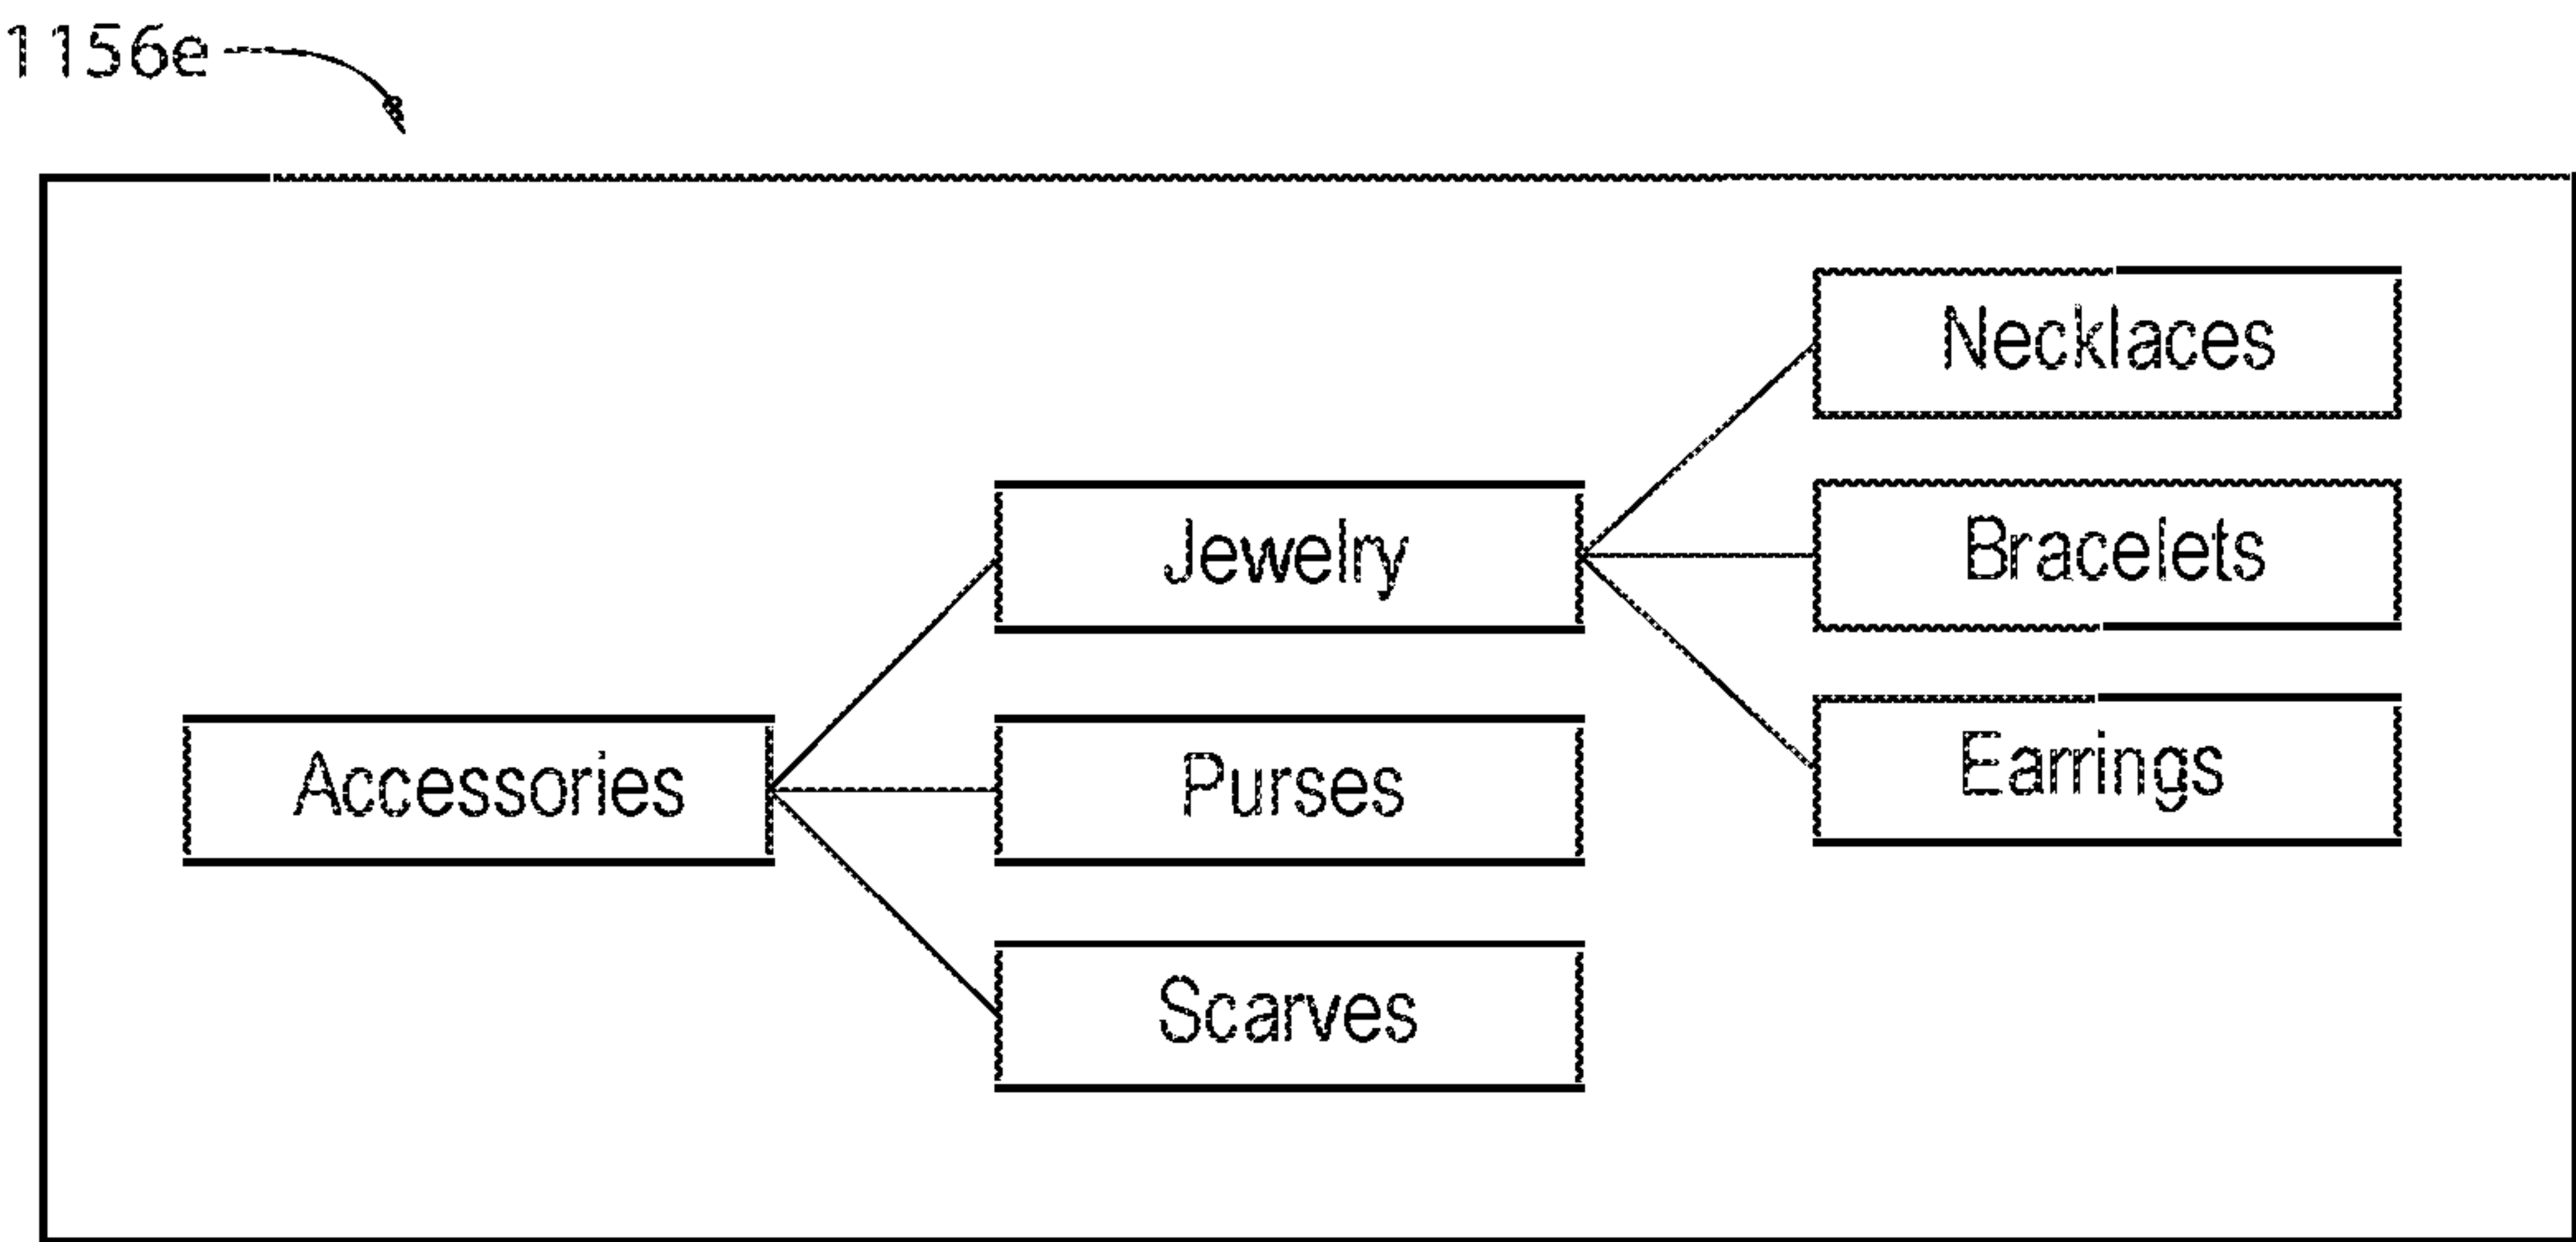 1156e
Necklaces
Jewelry
Bracelets
Accessories
Purses
Earrings
Scarves